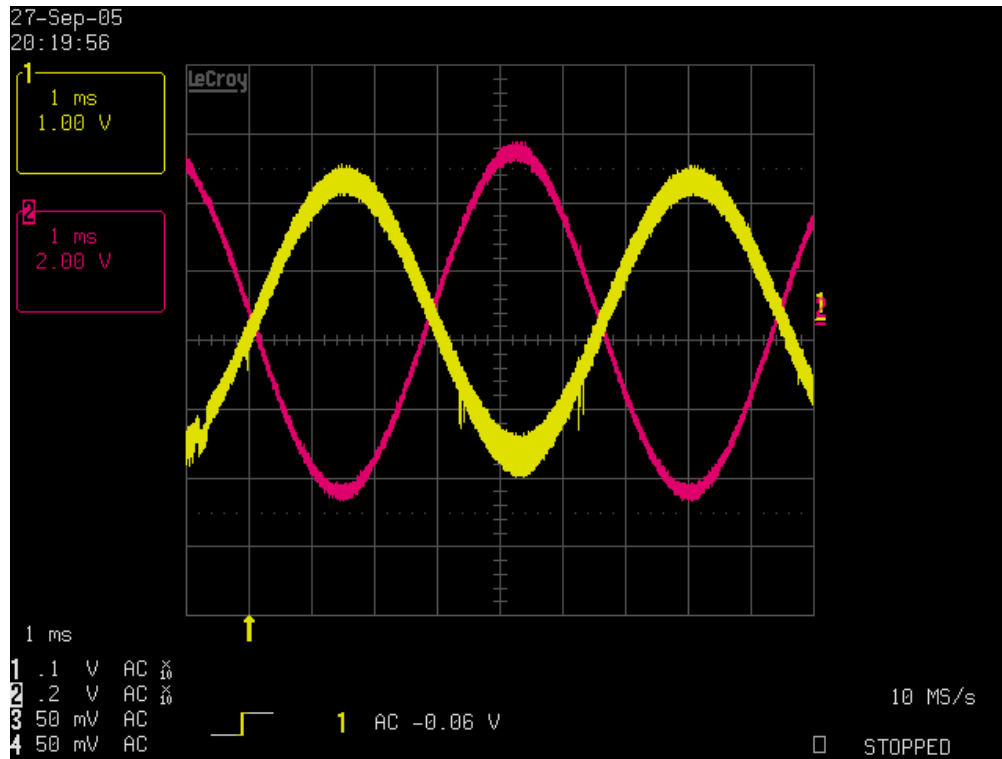 27-Sep-05
20:19:56
1
1 ms
1.00 V
LeCroy
2
1 ms
2.00 V
1 ms
1 .1 V AC X10
2 .2 V AC X10
3 50 mV AC
4 50 mV AC
1 AC -0.06 V
10 MS/s
STOPPED